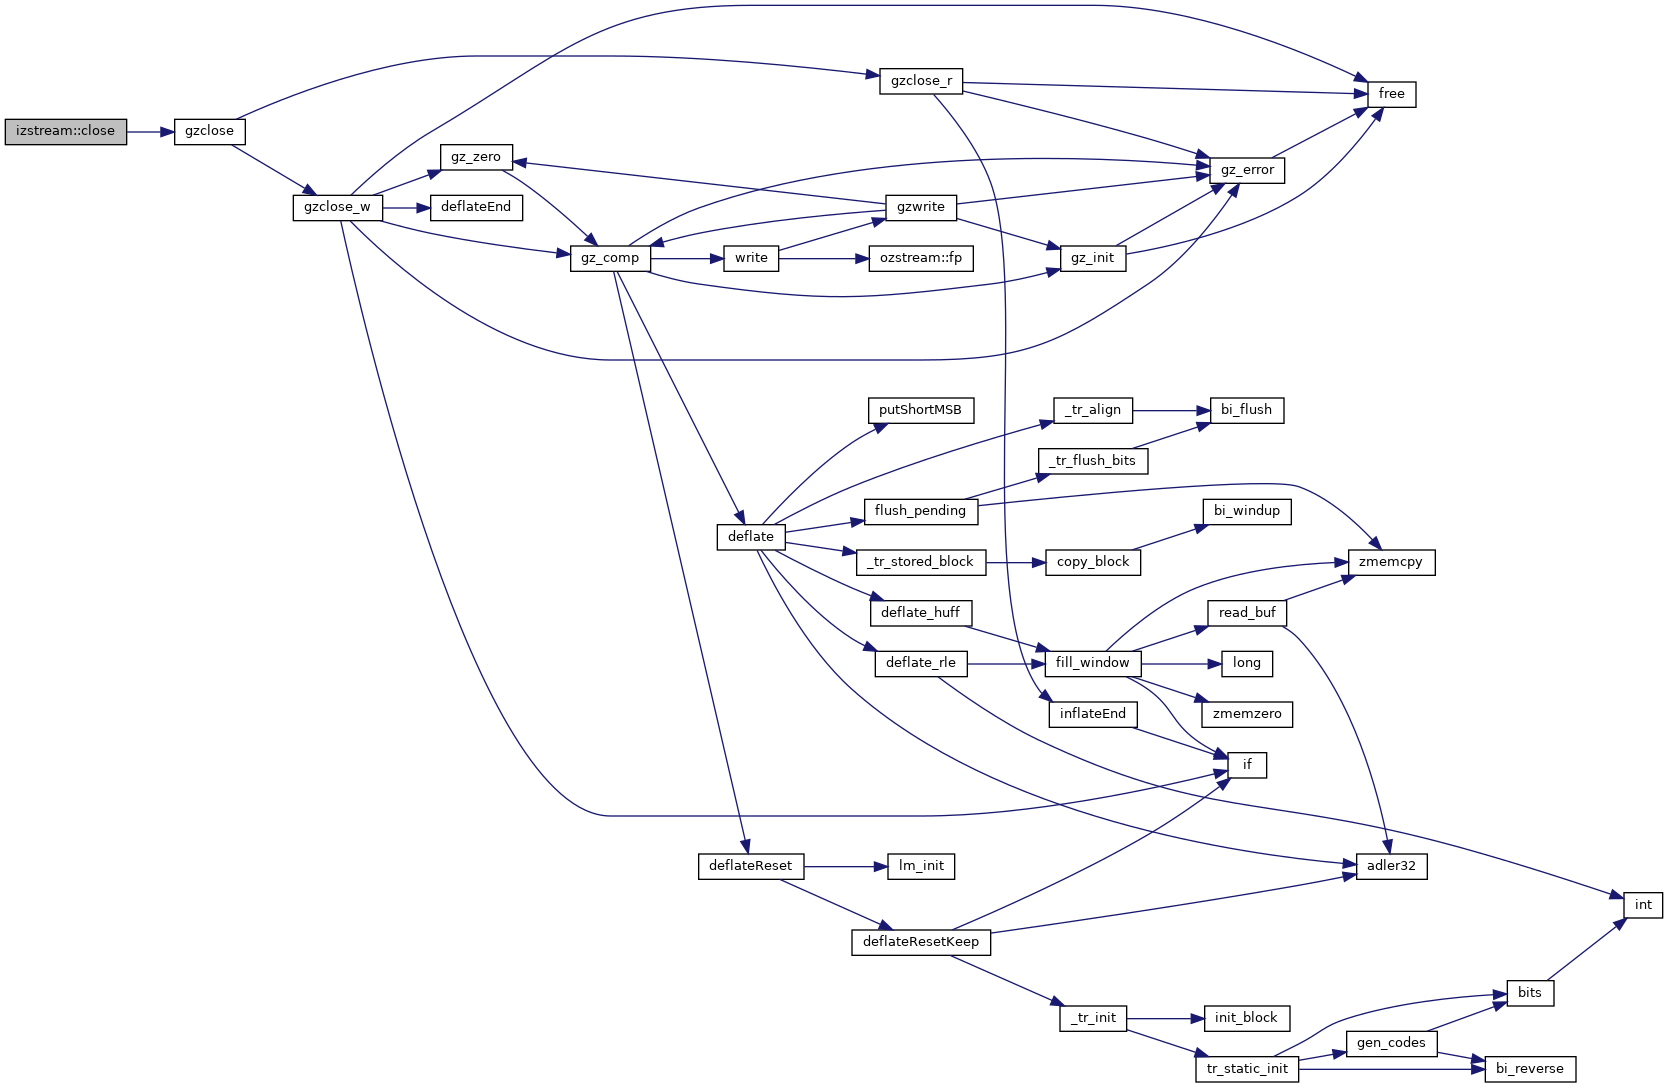 izstream::close
gzclose
gzclose_r
free
gz_zero
gz_error
gzclose_w
deflateEnd
gzwrite
gz_comp
write
ozstream::fp
gz_init
putShortMSB
_tr_align
bi_flush
_tr_flush_bits
flush_pending
bi_windup
deflate
_tr_stored_block
copy_block
zmemcpy
deflate_huff
read_buf
deflate_rle
fill_window
long
inflateEnd
zmemzero
if
deflateReset
lm_init
adler32
int
deflateResetKeep
bits
_tr_init
init_block
gen_codes
tr_static_init
bi_reverse